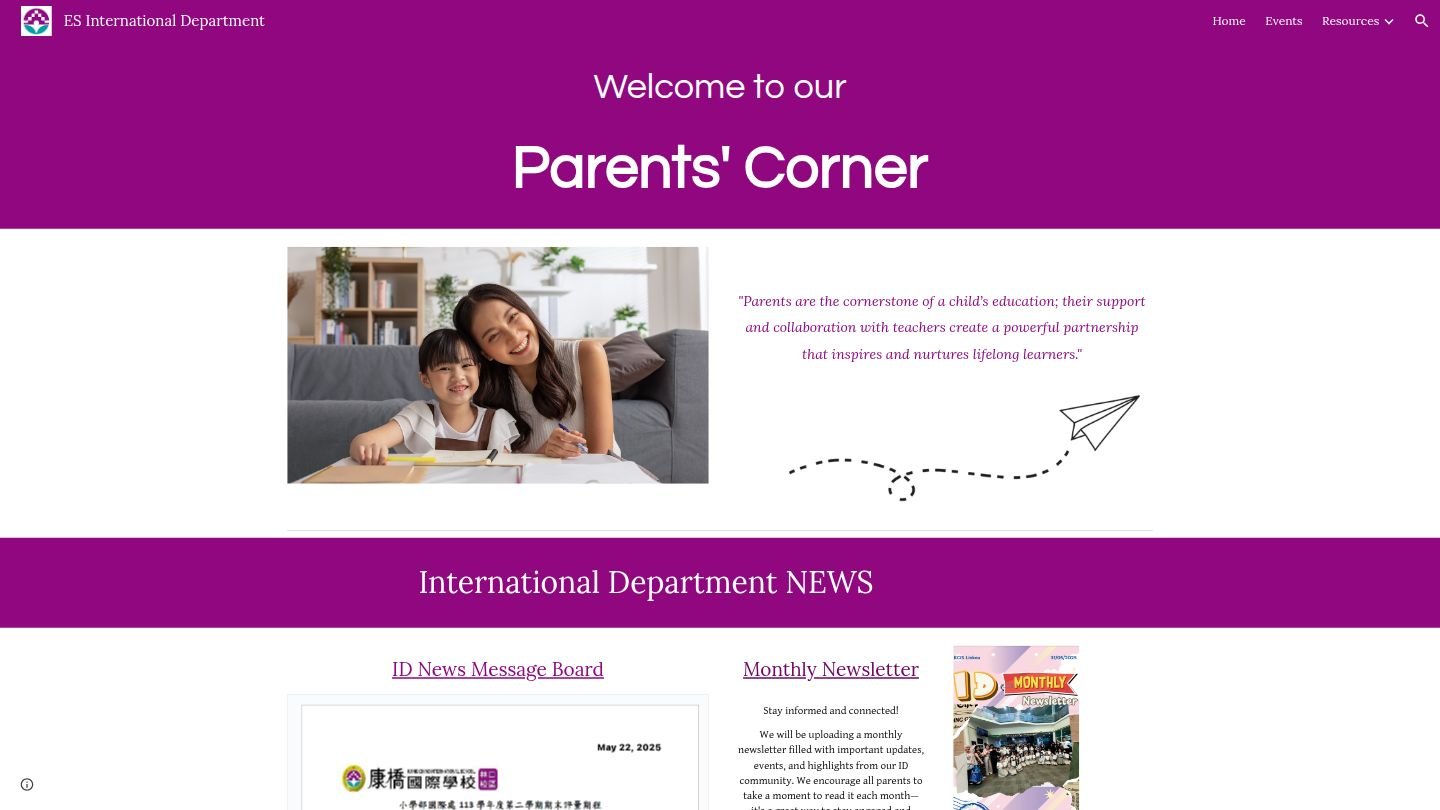 ES International Department
Home
Events
Resources
Welcome to our
Parents' Corner
"Parents are the cornerstone of a child's education; their support
and collaboration with teachers create a powerful partnership
that inspires and nurtures lifelong learners."
International Department NEWS
ID News Message Board
May 22, 2025
康橋國際學校
小學部國際處 113 學年度第二學期期末評量期程
Monthly Newsletter
Stay informed and connected!
We will be uploading a monthly
newsletter filled with important updates,
events, and highlights from our ID
community. We encourage all parents to
take a moment to read it each month—
KCIS Linkou
31/05/2025
ID
MONTHLY
Newsletter